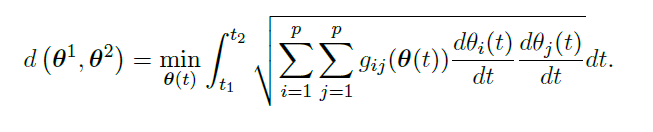 d (θ¹, θ²) = min_{θ(t)} ∫_{t1}^{t2} √( ∑_{i=1}^{p} ∑_{j=1}^{p} g_{ij}(θ(t)) (dθ_i(t)/dt) (dθ_j(t)/dt) ) dt.